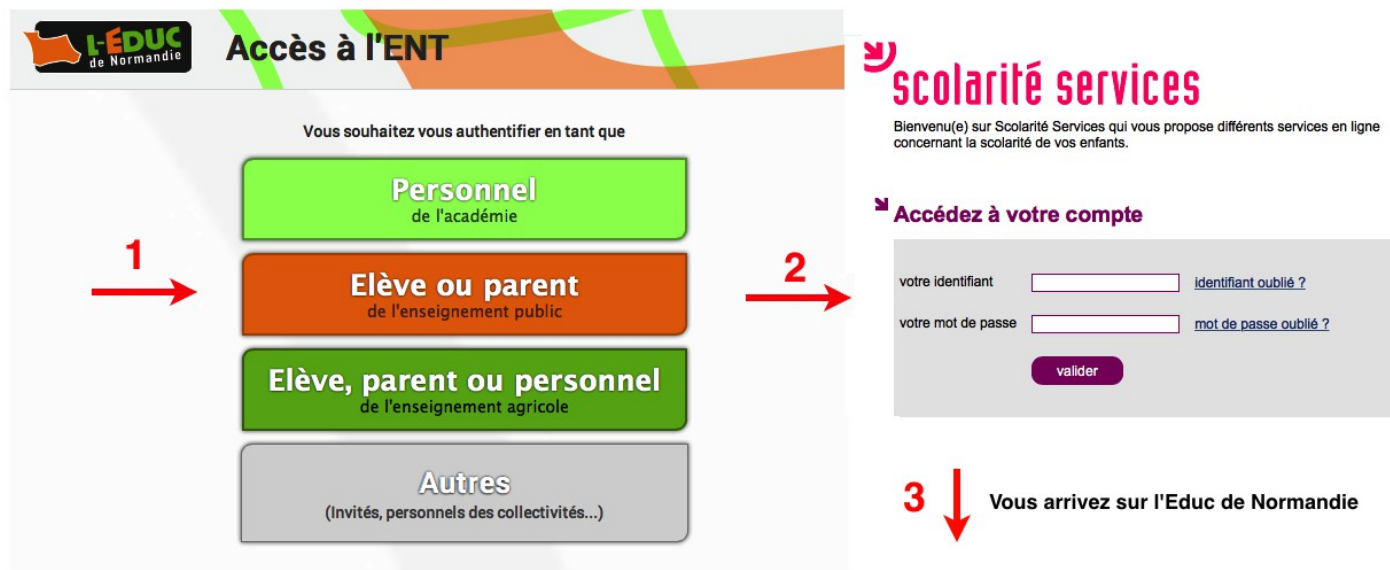 L-ÉDUC
de Normandie
Accès à l'ENT
Vous souhaitez vous authentifier en tant que
Personnel
de l'académie
1
Elève ou parent
de l'enseignement public
Elève, parent ou personnel
de l'enseignement agricole
Autres
(Invités, personnels des collectivités...)
2
scolarité services
Bienvenu(e) sur Scolarité Services qui vous propose différents services en ligne
concernant la scolarité de vos enfants.
Accédez à votre compte
votre identifiant identifiant oublié ?
votre mot de passe mot de passe oublié ?
valider
3 Vous arrivez sur l'Educ de Normandie